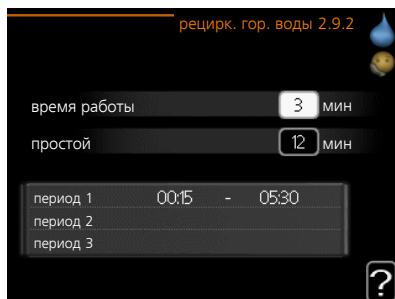 рецирк. гор. воды 2.9.2
время работы 3 мин
простой 12 мин
период 1 00:15 - 05:30
период 2
период 3
?